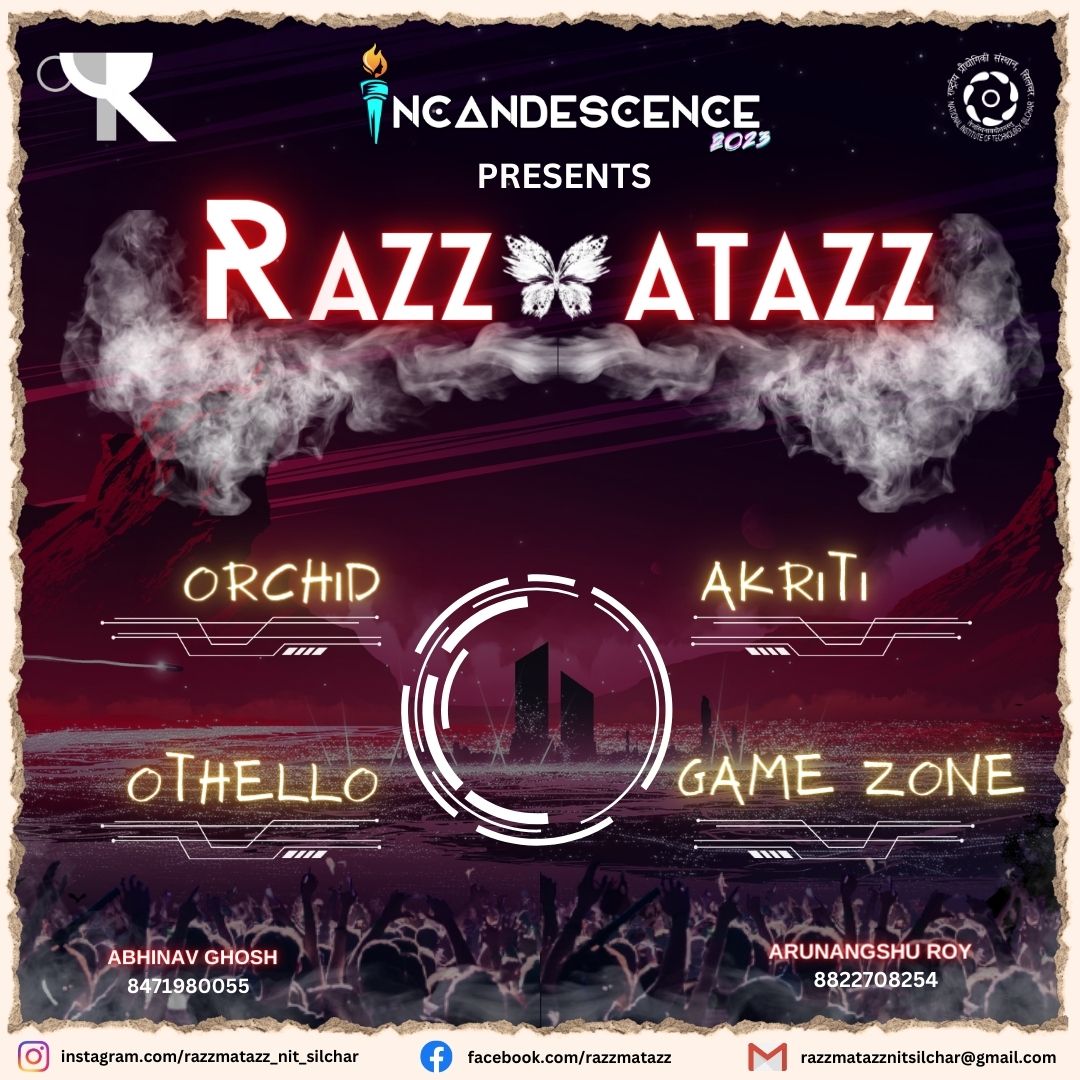 INCANDESCENCE
2023
PRESENTS
RAZZ ATAZZ
राष्ट्रीय प्रौद्योगिकी संस्थान, सिलचर
NATIONAL INSTITUTE OF TECHNOLOGY, SILCHAR
ORCHID
AKRITI
OTHELLO
GAME ZONE
ABHINAV GHOSH
8471980055
ARUNANGSHU ROY
8822708254
instagram.com/razzmatazz_nit_silchar
facebook.com/razzmatazz
razzmatazznitsilchar@gmail.com